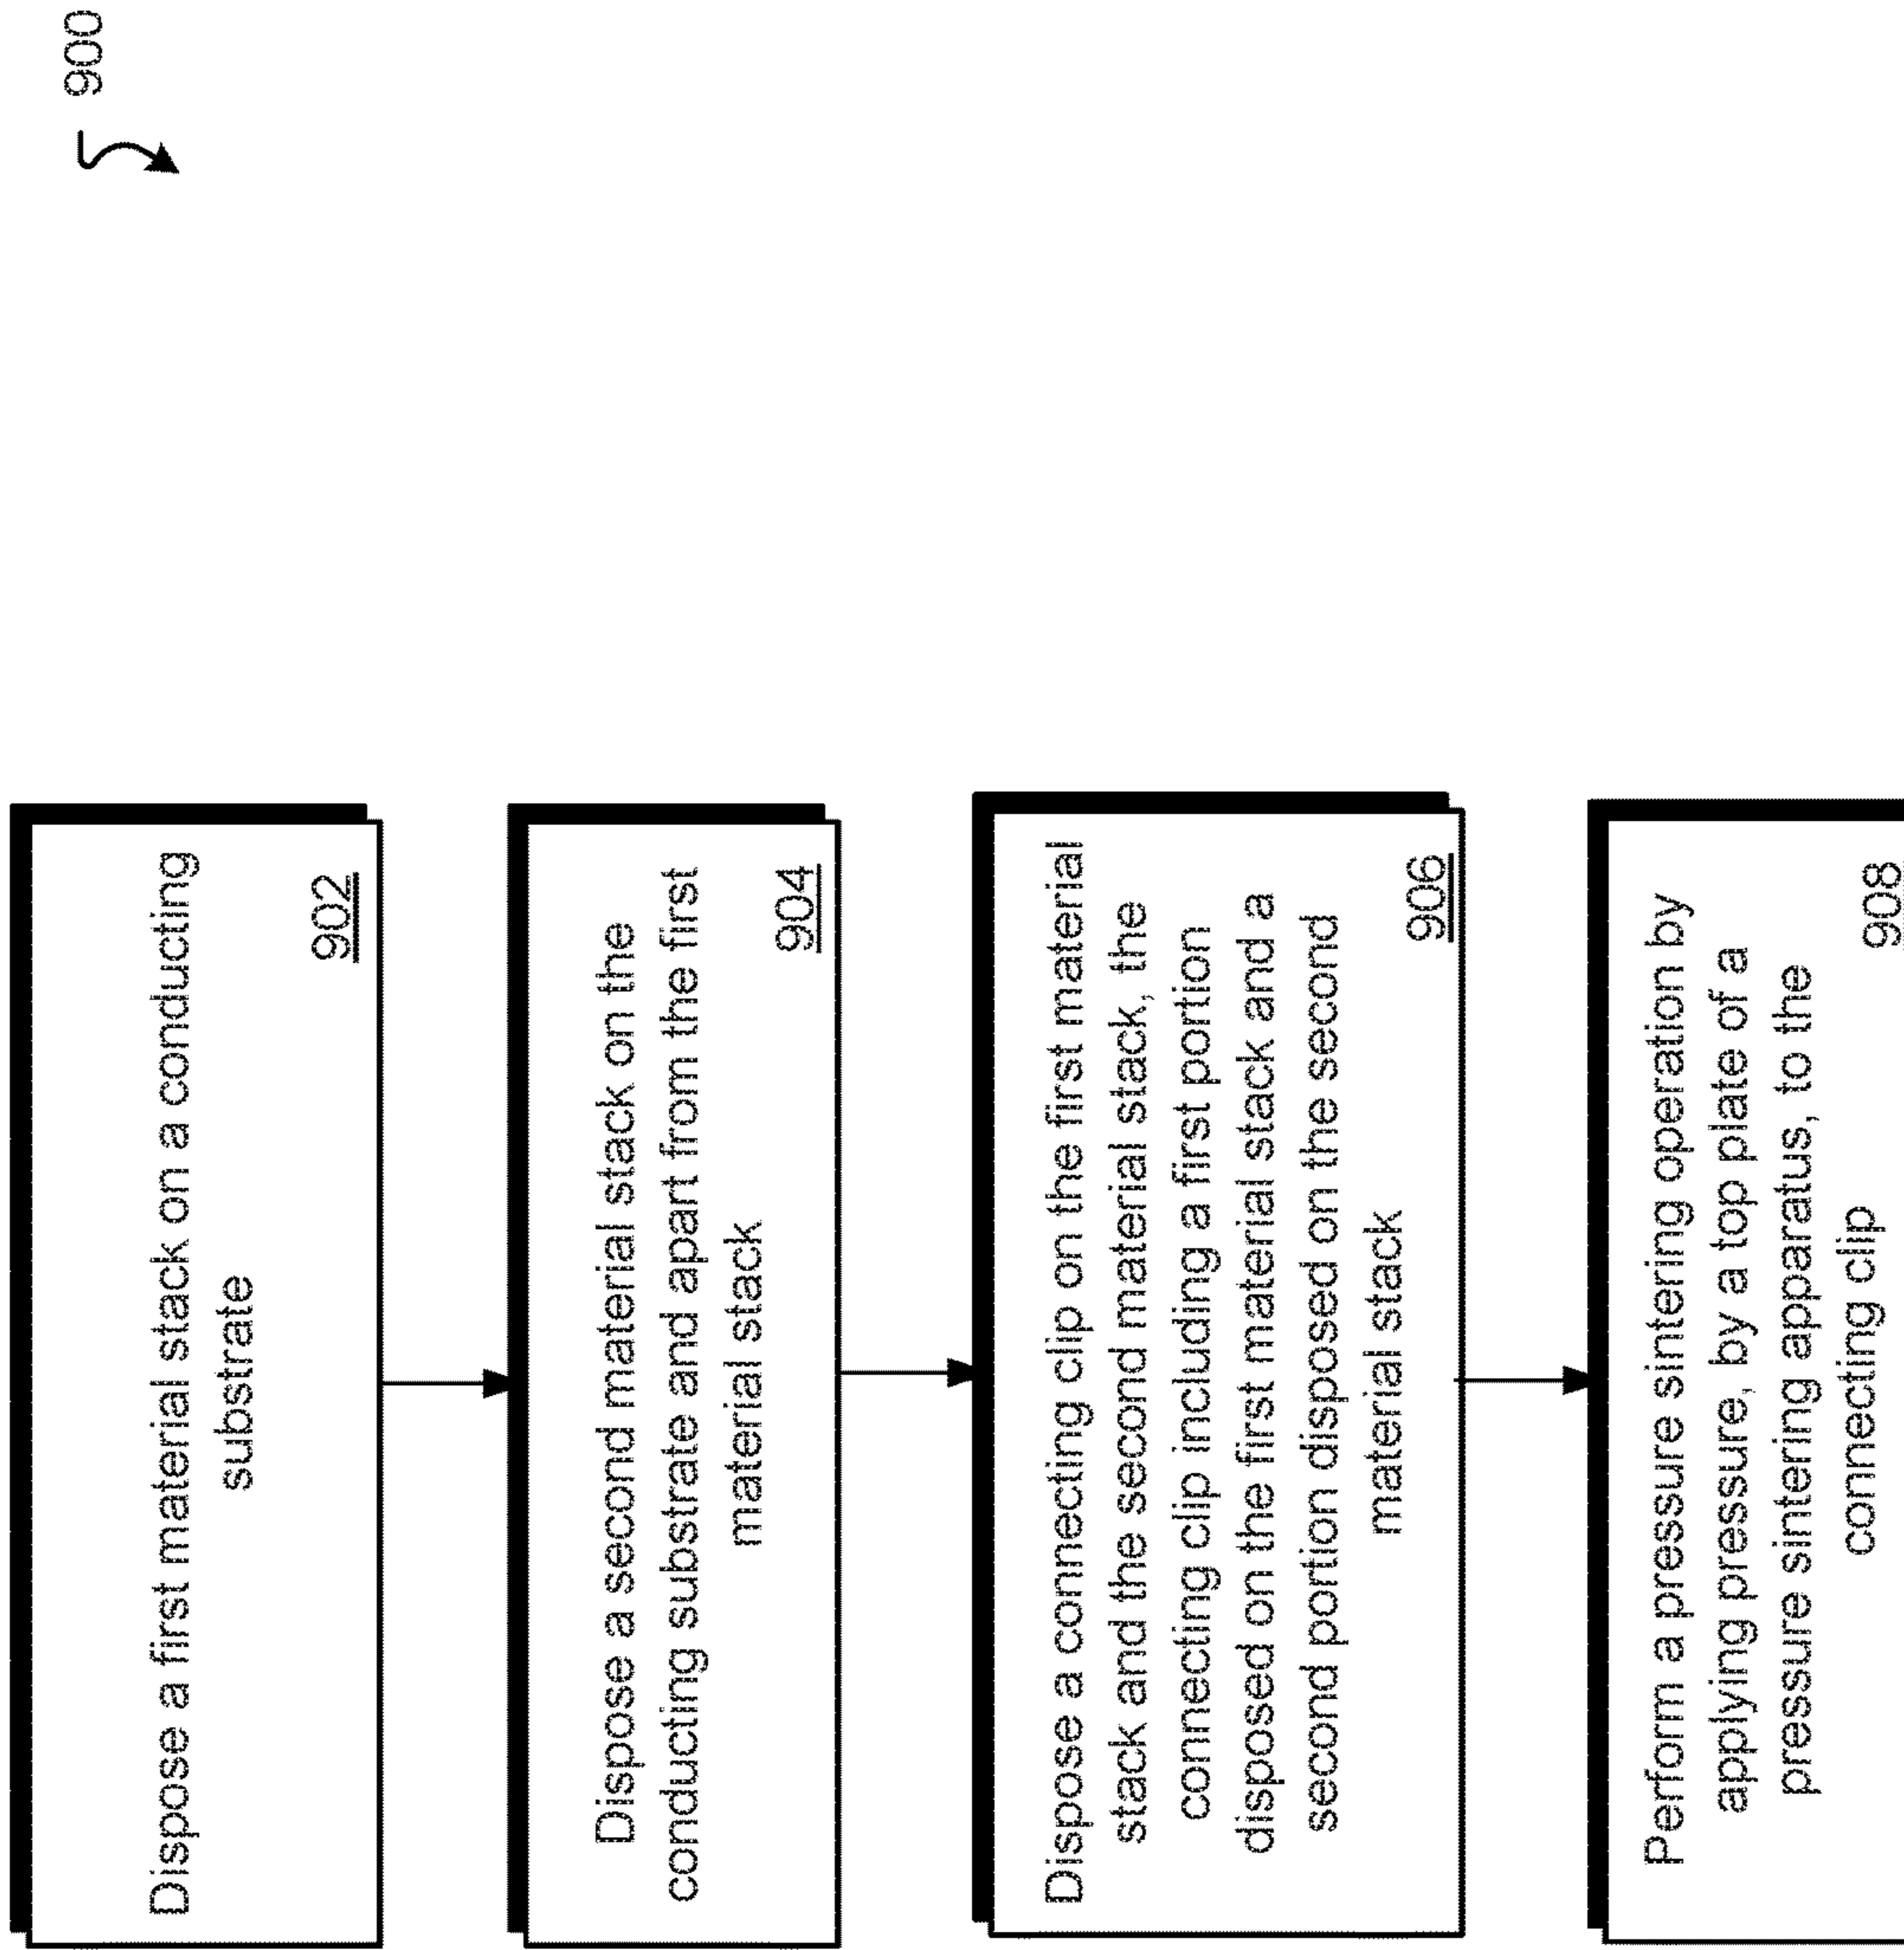 900
Dispose a first material stack on a conducting
substrate
902
Dispose a second material stack on the
conducting substrate and apart from the first
material stack
904
Dispose a connecting clip on the first material
stack and the second material stack, the
connecting clip including a first portion
disposed on the first material stack and a
second portion disposed on the second
material stack
906
Perform a pressure sintering operation by
applying pressure, by a top plate of a
pressure sintering apparatus, to the
connecting clip
908